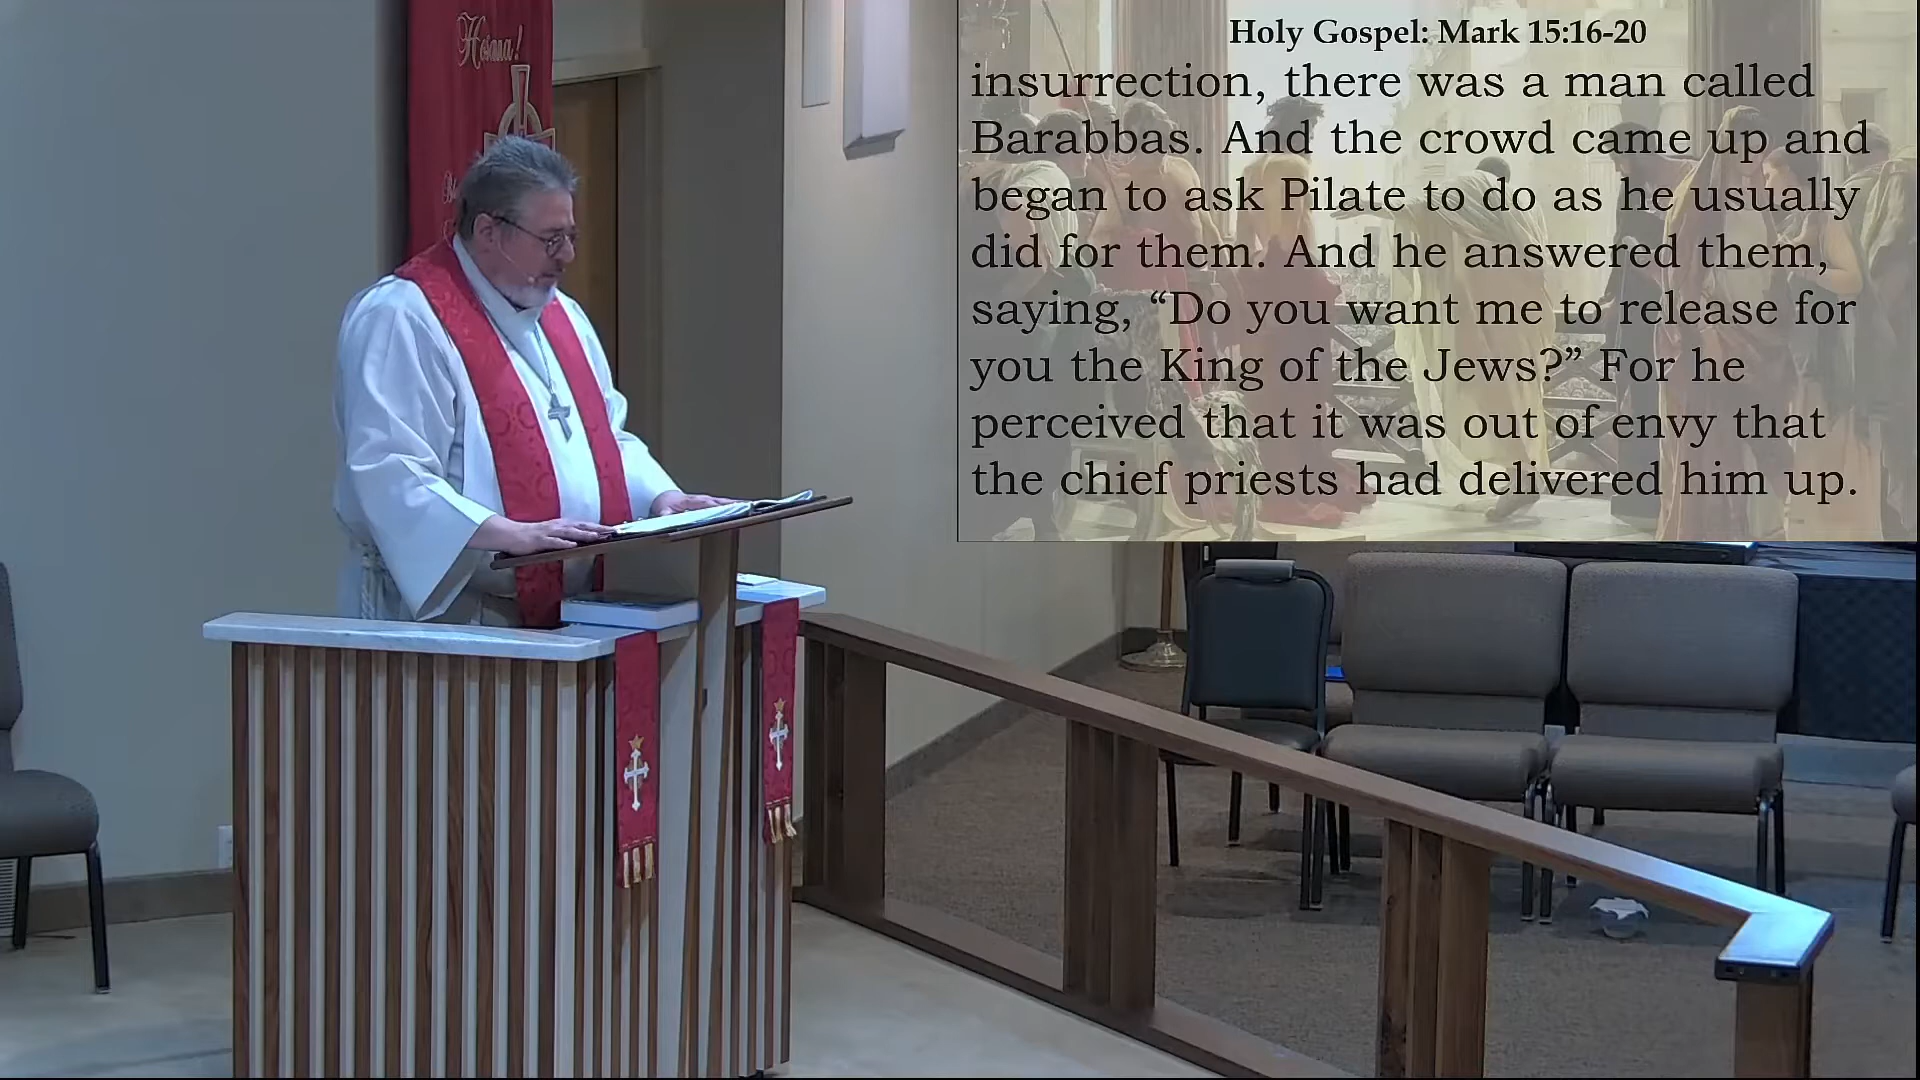 Hosanna!
Holy Gospel: Mark 15:16-20
insurrection, there was a man called
Barabbas. And the crowd came up and
began to ask Pilate to do as he usually
did for them. And he answered them,
saying, “Do you want me to release for
you the King of the Jews?” For he
perceived that it was out of envy that
the chief priests had delivered him up.